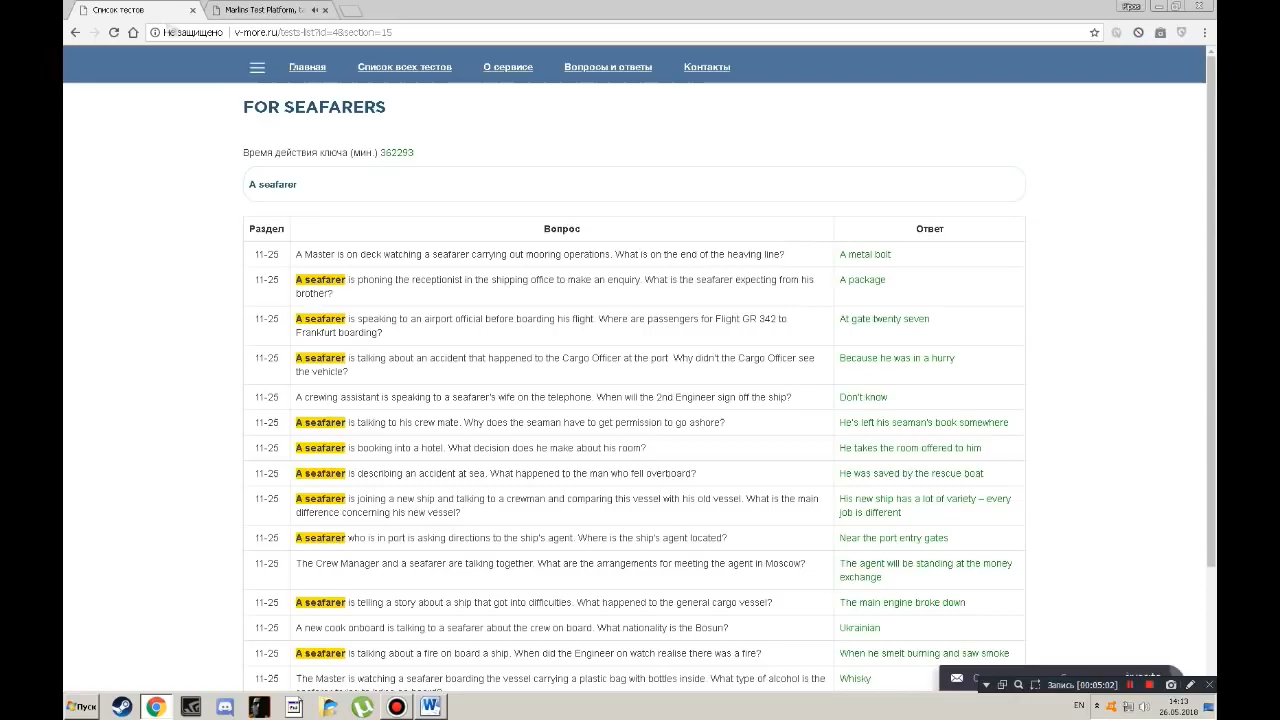 Список тестов
Marlins Test Platform, t
Не защищено
v-more.ru/tests-list?id=4&section=15
Главная
Список всех тестов
О сервисе
Вопросы и ответы
Контакты
FOR SEAFARERS
Время действия ключа (мин.) 362293
A seafarer
Раздел
Вопрос
Ответ
11-25
A Master is on deck watching a seafarer carrying out mooring operations. What is on the end of the heaving line?
A metal bolt
11-25
A seafarer is phoning the receptionist in the shipping office to make an enquiry. What is the seafarer expecting from his
brother?
A package
11-25
A seafarer is speaking to an airport official before boarding his flight. Where are passengers for Flight GR 342 to
Frankfurt boarding?
At gate twenty seven
11-25
A seafarer is talking about an accident that happened to the Cargo Officer at the port. Why didn't the Cargo Officer see
the vehicle?
Because he was in a hurry
11-25
A crewing assistant is speaking to a seafarer's wife on the telephone. When will the 2nd Engineer sign off the ship?
Don't know
11-25
A seafarer is talking to his crew mate. Why does the seaman have to get permission to go ashore?
He's left his seaman's book somewhere
11-25
A seafarer is booking into a hotel. What decision does he make about his room?
He takes the room offered to him
11-25
A seafarer is describing an accident at sea. What happened to the man who fell overboard?
He was saved by the rescue boat
11-25
A seafarer is joining a new ship and talking to a crewman and comparing this vessel with his old vessel. What is the main
difference concerning his new vessel?
His new ship has a lot of variety – every
job is different
11-25
A seafarer who is in port is asking directions to the ship's agent. Where is the ship's agent located?
Near the port entry gates
11-25
The Crew Manager and a seafarer are talking together. What are the arrangements for meeting the agent in Moscow?
The agent will be standing at the money
exchange
11-25
A seafarer is telling a story about a ship that got into difficulties. What happened to the general cargo vessel?
The main engine broke down
11-25
A new cook onboard is talking to a seafarer about the crew on board. What nationality is the Bosun?
Ukrainian
11-25
A seafarer is talking about a fire on board a ship. When did the Engineer on watch realise there was a fire?
When he smelt burning and saw smoke
11-25
The Master is watching a seafarer boarding the vessel carrying a plastic bag with bottles inside. What type of alcohol is the
Whisky
Запись [00:05:02]
Пуск
EN
14:13
26.05.2018